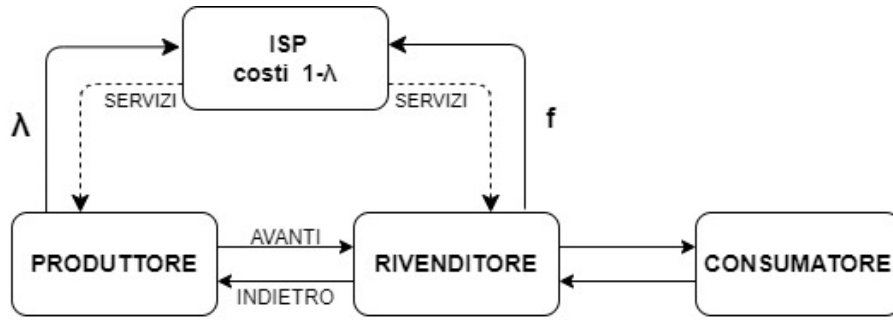 ISP
costi 1-λ
SERVIZI
SERVIZI
λ
f
PRODUTTORE
AVANTI
INDIETRO
RIVENDITORE
CONSUMATORE